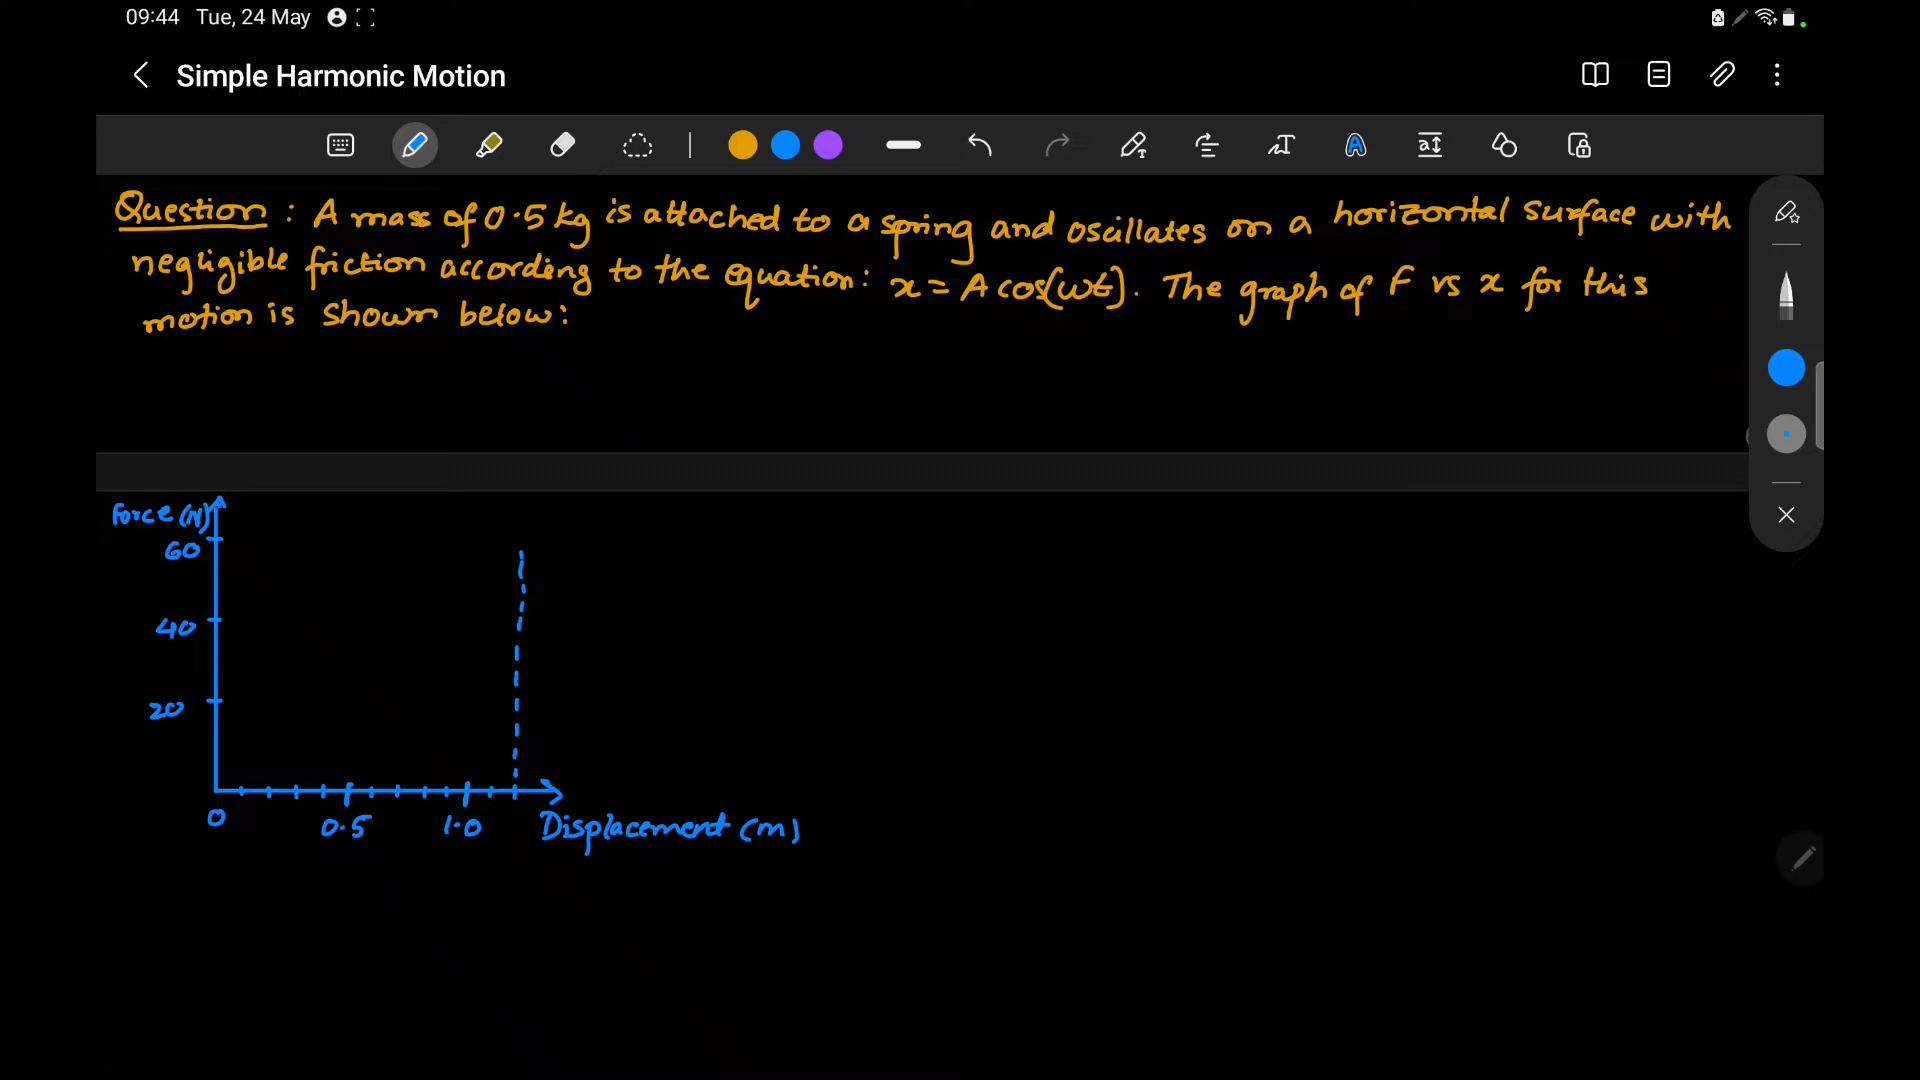 09:44 Tue, 24 May
Simple Harmonic Motion
Question : A mass of 0.5 kg is attached to a spring and oscillates on a horizontal surface with
negligible friction according to the equation: x = A cos(ωt). The graph of F vs x for this
motion is shown below:
Force (N)
60
40
20
0 0.5 1.0 Displacement (m)